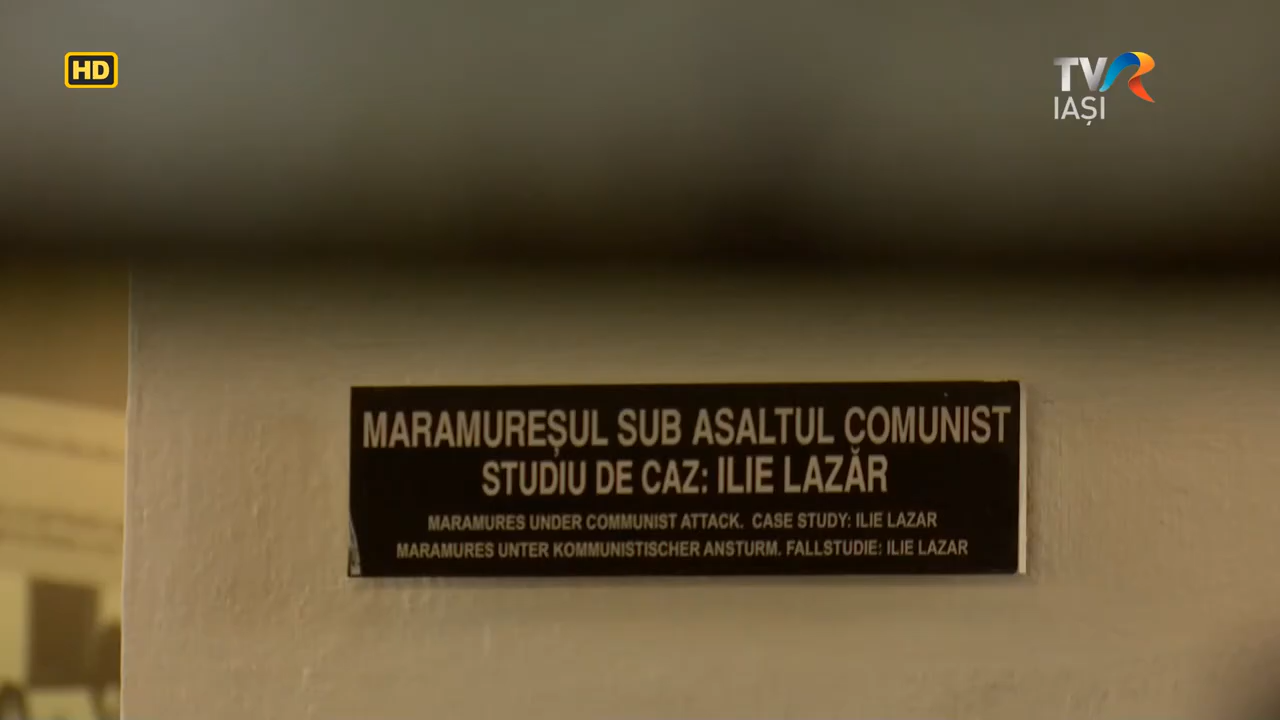 HD
TVR
IAȘI
MARAMUREȘUL SUB ASALTUL COMUNIST
STUDIU DE CAZ: ILIE LAZĂR
MARAMURES UNDER COMMUNIST ATTACK. CASE STUDY: ILIE LAZAR
MARAMURES UNTER KOMMUNISTISCHER ANSTURM. FALLSTUDIE: ILIE LAZAR